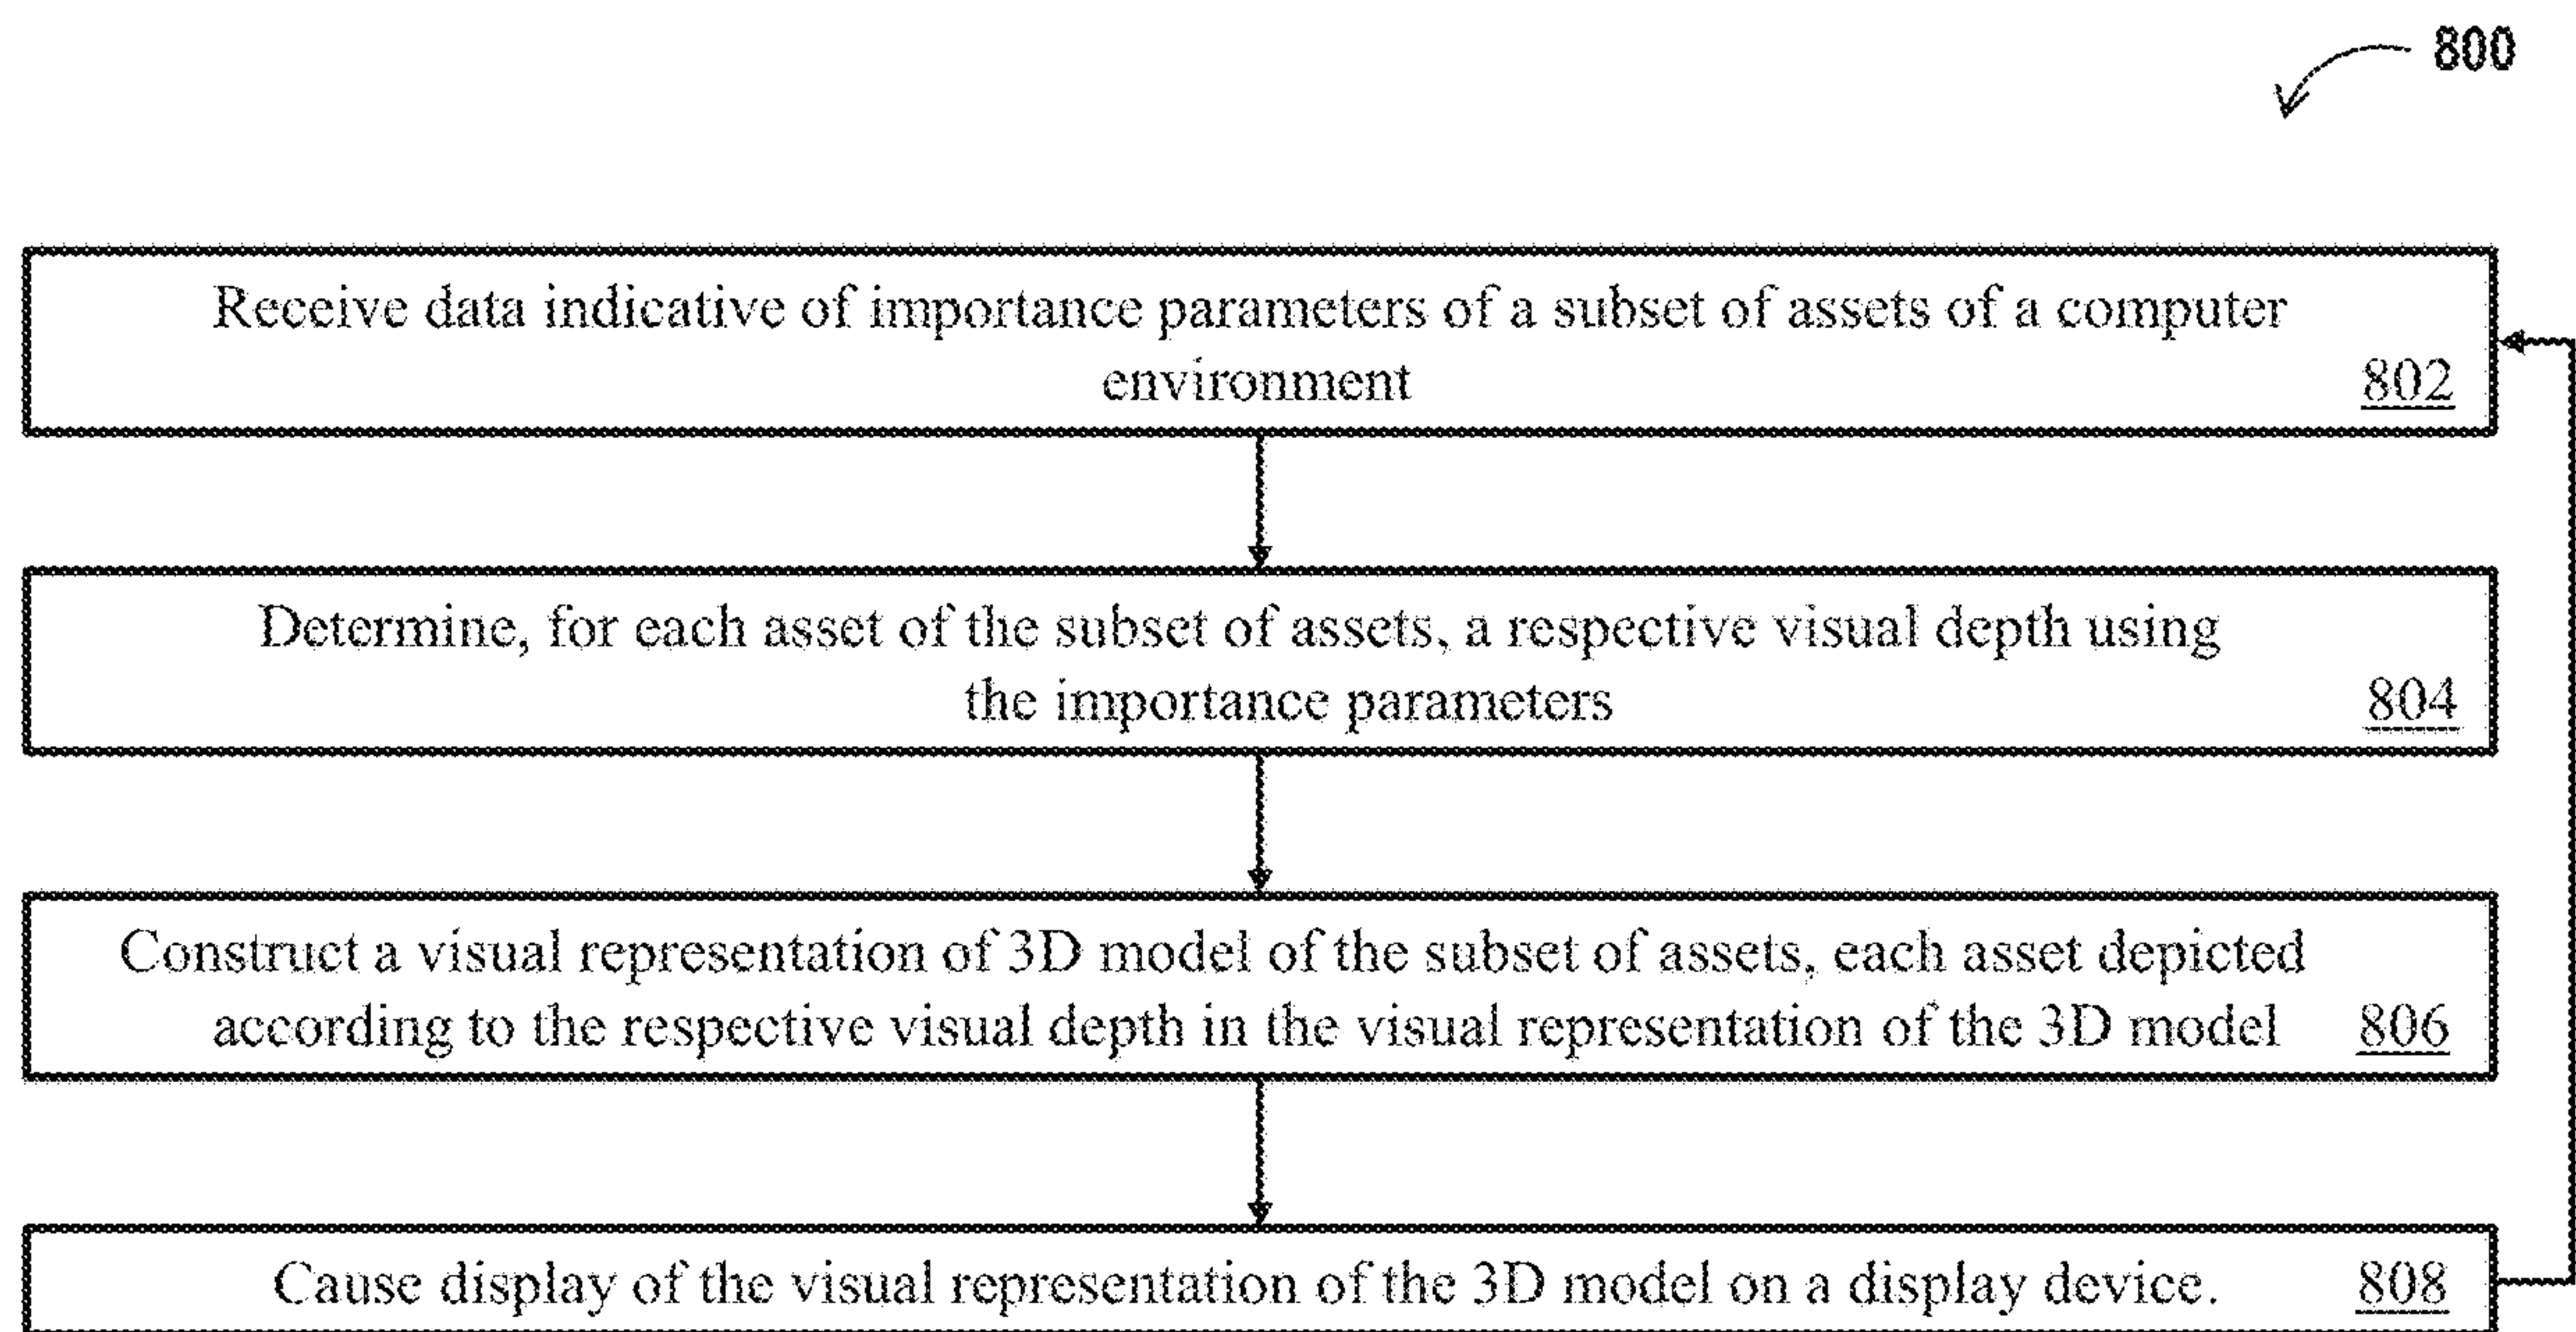 800
Receive data indicative of importance parameters of a subset of assets of a computer
environment
802
Determine, for each asset of the subset of assets, a respective visual depth using
the importance parameters
804
Construct a visual representation of 3D model of the subset of assets, each asset depicted
according to the respective visual depth in the visual representation of the 3D model
806
Cause display of the visual representation of the 3D model on a display device.
808